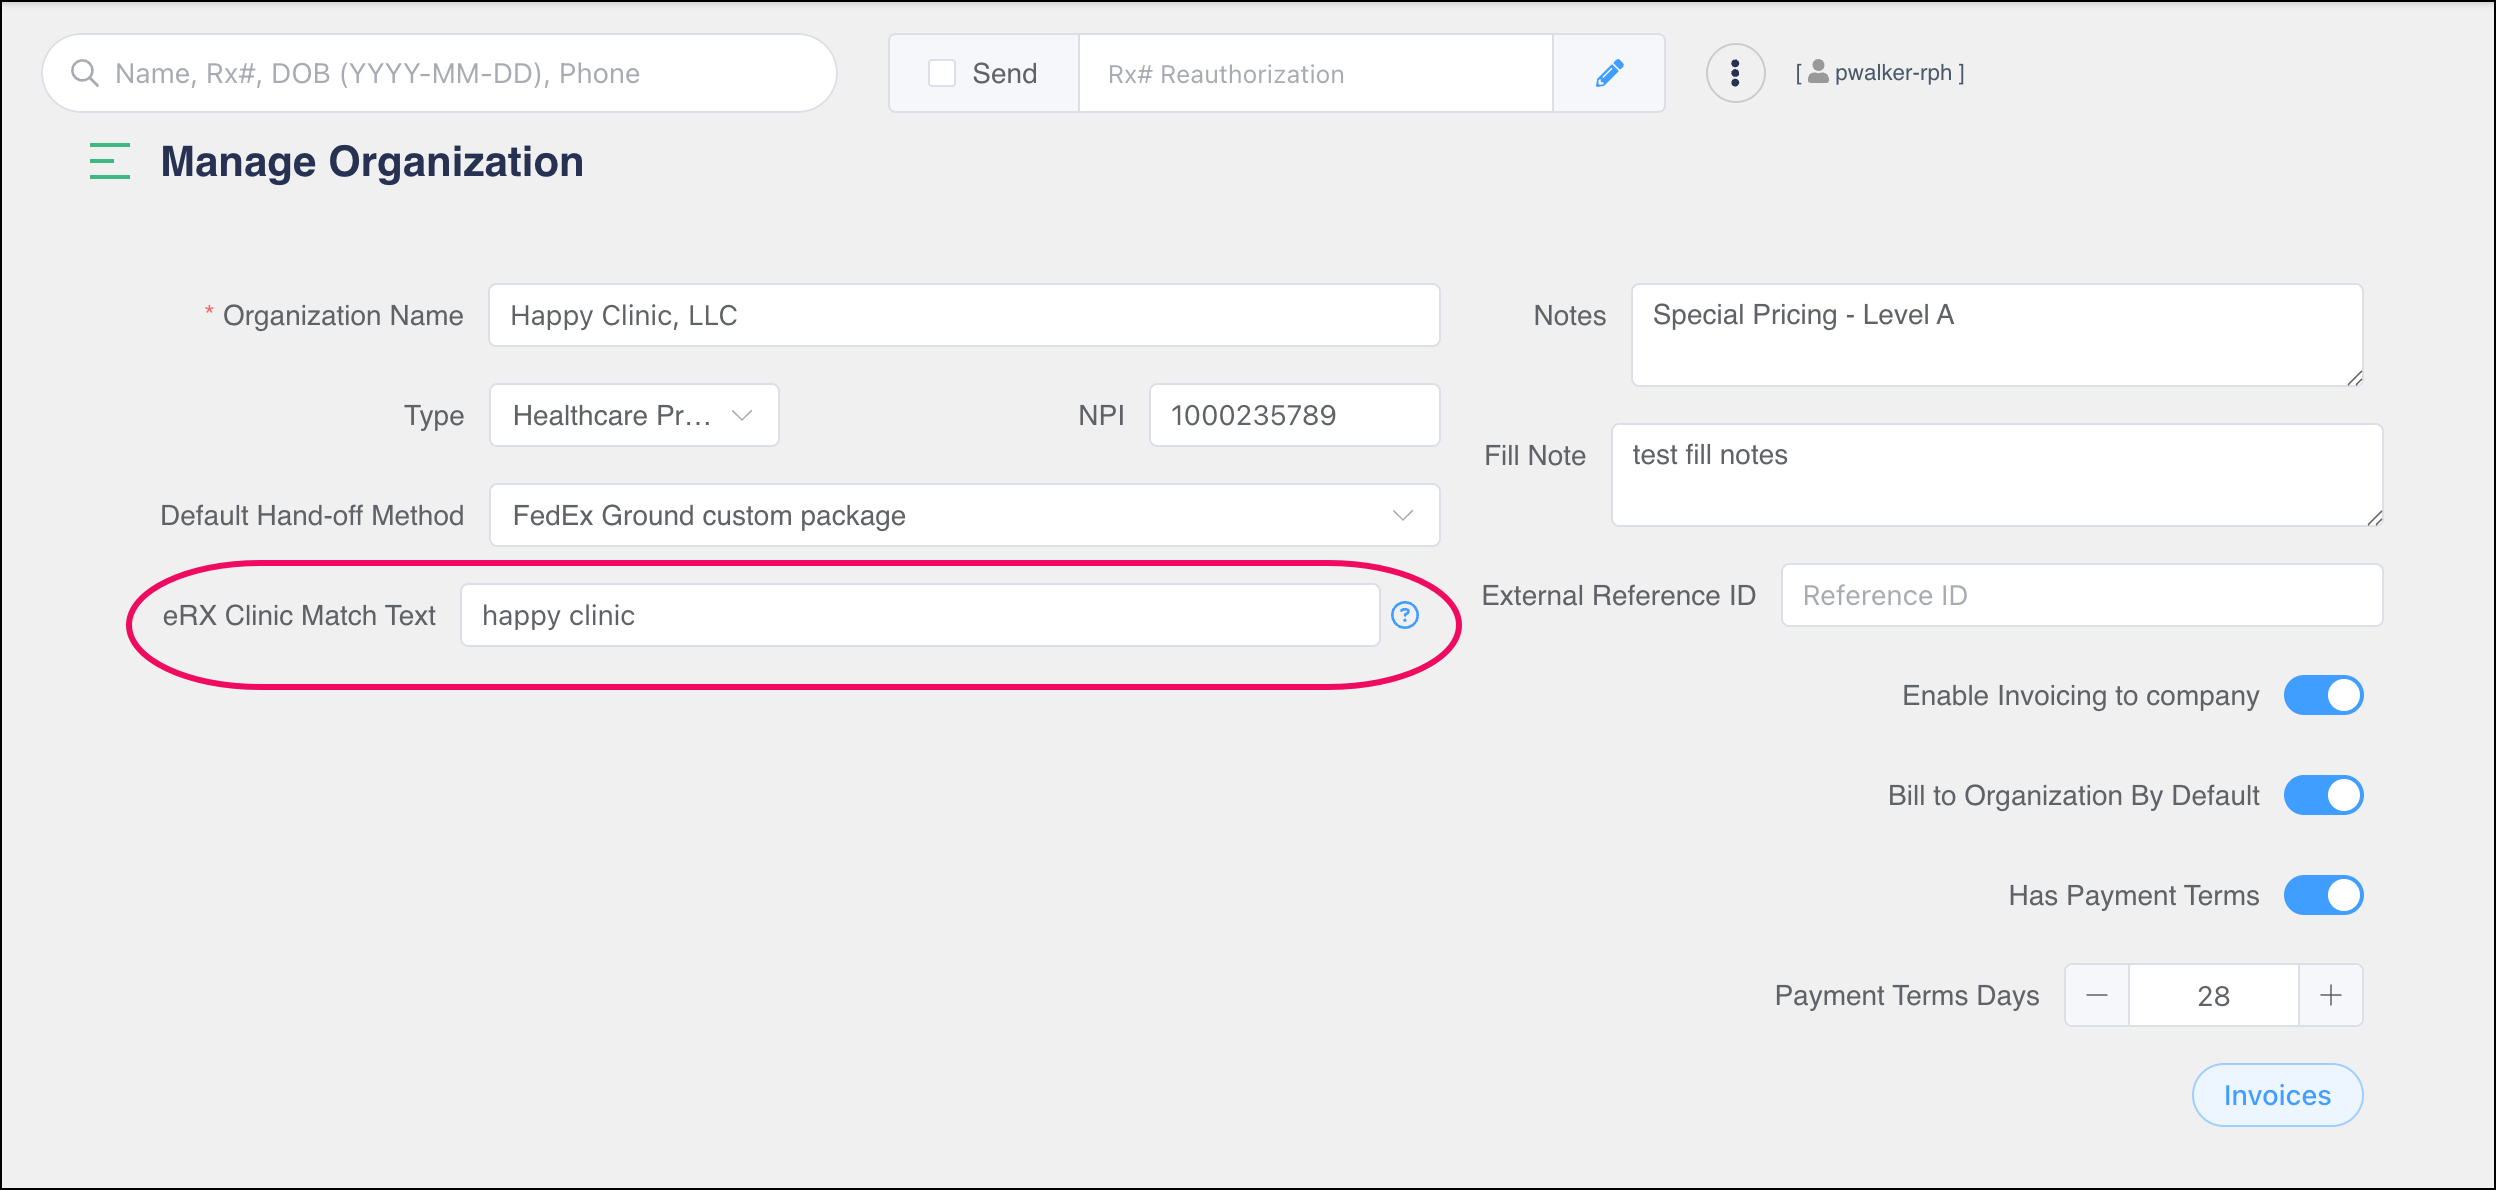 Name, Rx#, DOB (YYYY-MM-DD), Phone
Send
Rx# Reauthorization
[ pwalker-rph ]
Manage Organization
* Organization Name
Happy Clinic, LLC
Type
Healthcare Pr...
NPI
1000235789
Default Hand-off Method
FedEx Ground custom package
eRX Clinic Match Text
happy clinic
?
Notes
Special Pricing - Level A
Fill Note
test fill notes
External Reference ID
Reference ID
Enable Invoicing to company
Bill to Organization By Default
Has Payment Terms
Payment Terms Days
28
Invoices